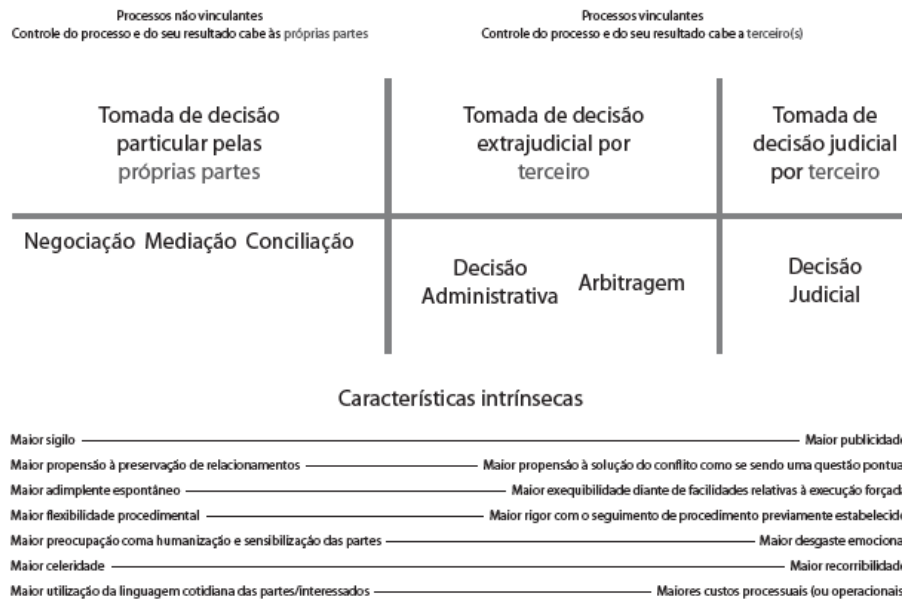 Processos não vinculantes
Controle do processo e do seu resultado cabe às próprias partes
Processos vinculantes
Controle do processo e do seu resultado cabe a terceiro(s)
Tomada de decisão
particular pelas
próprias partes
Tomada de decisão
extrajudicial por
terceiro
Tomada de
decisão judicial
por terceiro
Negociação Mediação Conciliação
Decisão
Administrativa
Arbitragem
Decisão
Judicial
Características intrínsecas
Maior sigilo Maior publicidade
Maior propensão à preservação de relacionamentos Maior propensão à solução do conflito como se sendo uma questão pontua
Maior adimplente espontâneo Maior exequibilidade diante de facilidades relativas à execução forçada
Maior flexibilidade procedimental Maior rigor com o seguimento de procedimento previamente estabelecido
Maior preocupação coma humanização e sensibilização das partes Maior desgaste emociona
Maior celeridade Maior recorribilidade
Maior utilização da linguagem cotidiana das partes/interessados Maiores custos processuais (ou operacionais